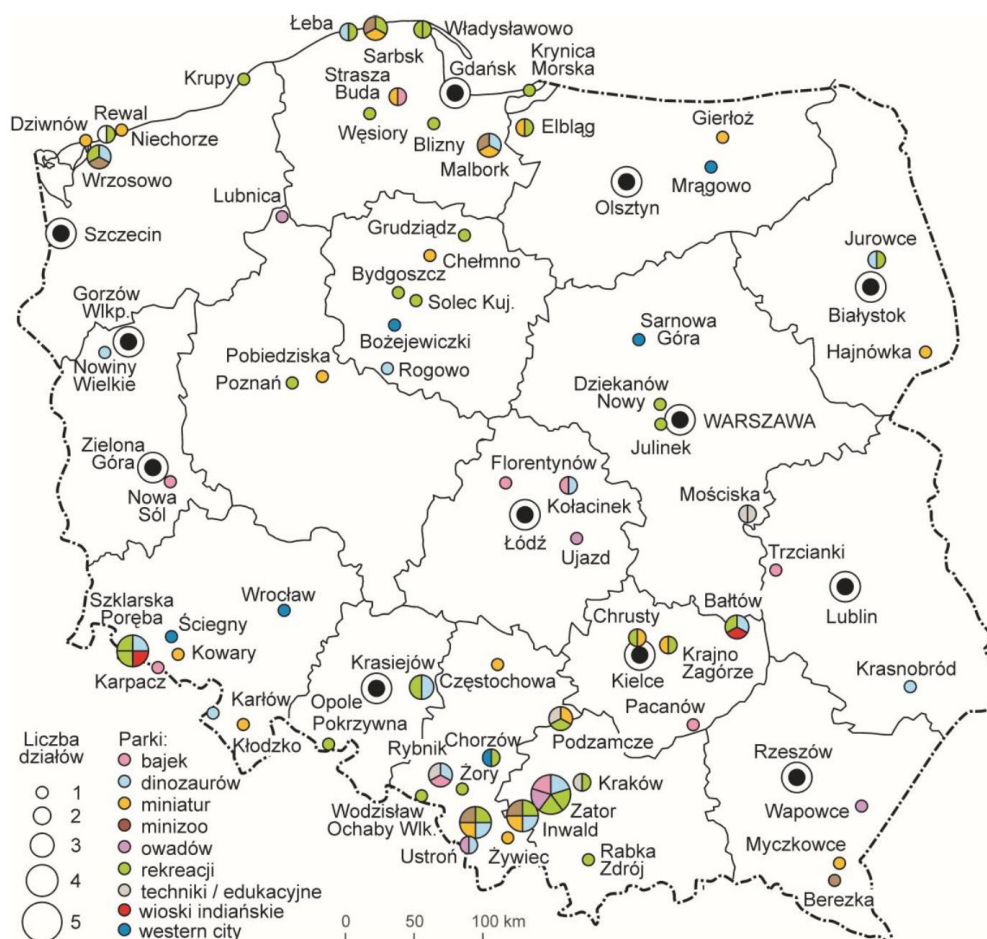 Łeba
Władysławowo
Sarbsk
Krynica
Morska
Strasza
Buda
Gdańsk
Krupy
Rewal
Dziwnów
Niechorze
Węsiory
Blizny
Elbląg
Gierłoż
Wrzosowo
Malbork
Mrągowo
Olsztyn
Lubnica
Szczecin
Grudziądz
Chełmno
Jurowce
Bydgoszcz
Solec Kuj.
Białystok
Gorzów
Wlkp.
Bożejewiczki
Sarnowa
Góra
Nowiny
Wielkie
Pobiedziska
Rogowo
Hajnówka
Poznań
Dziekanów
Nowy
WARSZAWA
Julinek
Zielona
Góra
Florentynów
Nowa
Sól
Kołacinek
Mościska
Łódź
Ujazd
Trzcianki
Lublin
Wrocław
Szklarska
Poręba
Ściegny
Kowary
Karpacz
Chrusty
Bałtów
Krajno
Zagórze
Kielce
Krasiejów
Częstochowa
Krasnobród
Opole
Karłów
Kłodzko
Pokrzywna
Pacanów
Podzamcze
Rybnik
Chorzów
Żory
Kraków
Rzeszów
Zator
Wodzisław
Ochaby Wlk.
Inwald
Wapowce
Ustroń
Żywiec
Rabka
Zdrój
Myczkowce
Berezka
Liczba
działów
1
2
3
4
5
Parki:
bajek
dinozaurów
miniatur
minizoo
owadów
rekreacji
techniki / edukacyjne
wioski indiańskie
western city
0 50 100 km